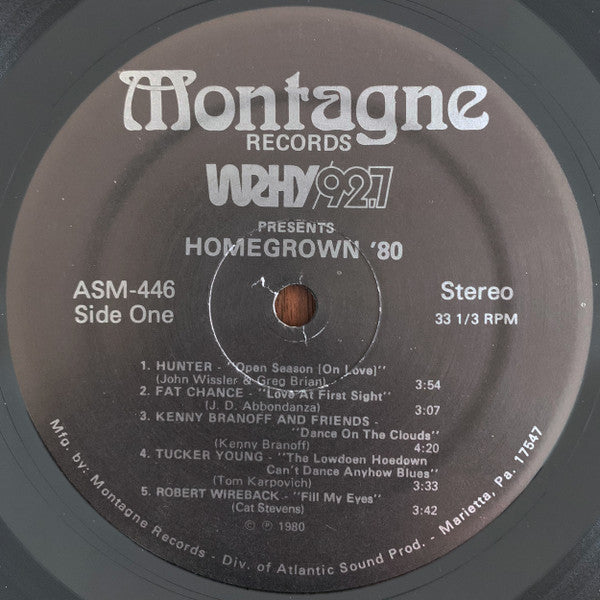 Montagne
RECORDS
WRHY 92.7
PRESENTS
HOMEGROWN '80
ASM-446
Side One
Stereo
33 1/3 RPM
1. HUNTER - "Open Season (On Love)"
(John Wissler & Greg Brian) 3:54
2. FAT CHANCE - "Love At First Sight"
(J. D. Abbondanza) 3:07
3. KENNY BRANOFF AND FRIENDS -
"Dance On The Clouds"
(Kenny Branoff) 4:20
4. TUCKER YOUNG - "The Lowdoen Hoedown
Can't Dance Anyhow Blues"
(Tom Karpovich) 3:33
5. ROBERT WIREBACK - "Fill My Eyes"
(Cat Stevens) 3:42
© ℗ 1980
Mfg. by: Montagne Records - Div. of Atlantic Sound Prod. - Marietta, Pa. 17547